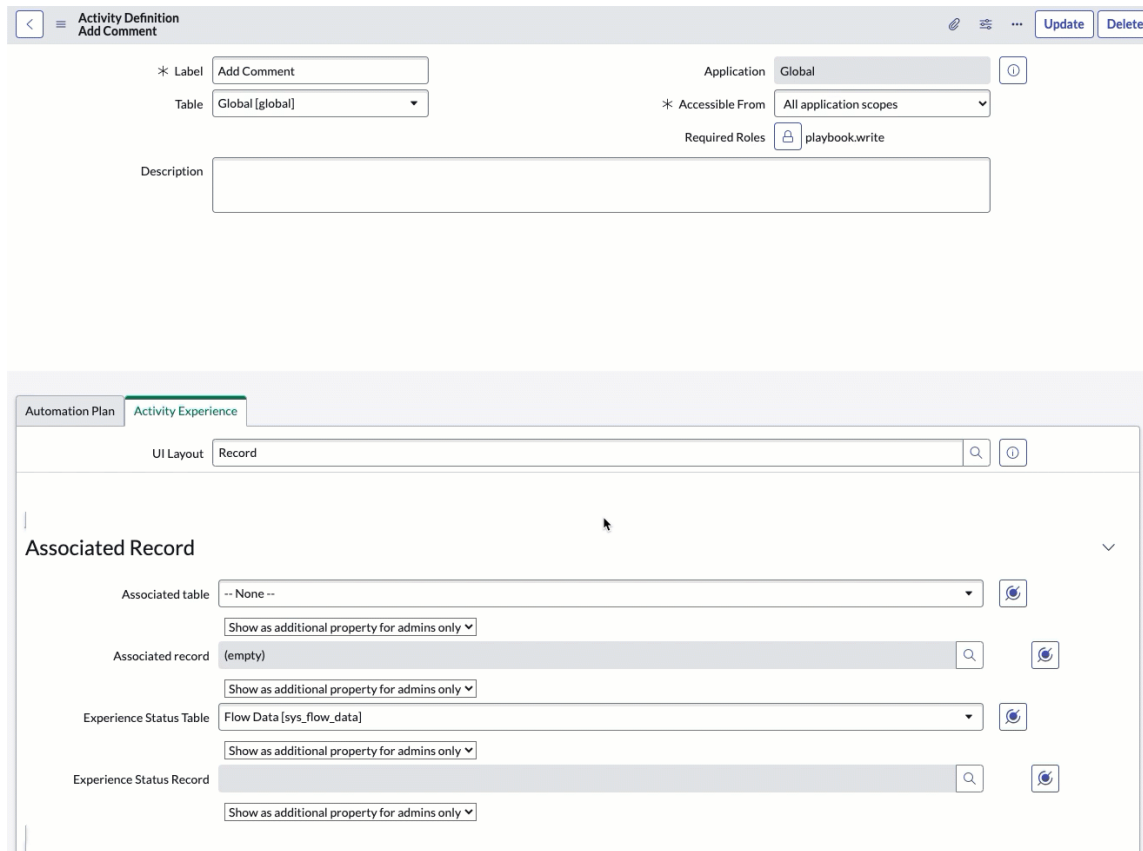 Activity Definition
Add Comment
Update
Delete
Label Add Comment
Application Global
Table Global [global]
Accessible From All application scopes
Required Roles playbook.write
Description
Automation Plan Activity Experience
UI Layout Record
Associated Record
Associated table -- None --
Show as additional property for admins only
Associated record (empty)
Show as additional property for admins only
Experience Status Table Flow Data [sys_flow_data]
Show as additional property for admins only
Experience Status Record
Show as additional property for admins only